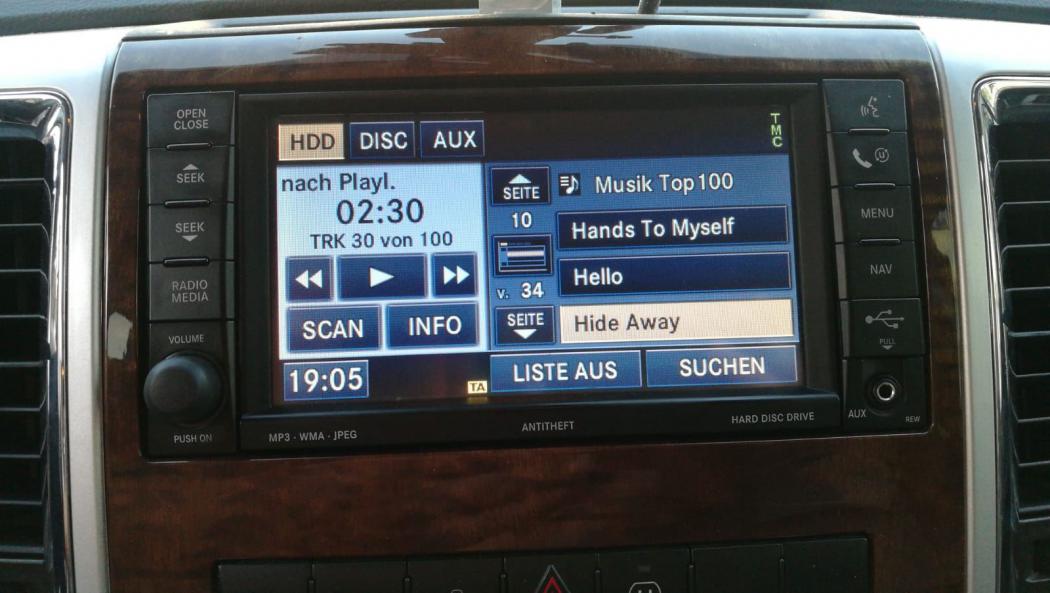 OPEN
CLOSE
SEEK
SEEK
RADIO
MEDIA
VOLUME
PUSH ON
HDD DISC AUX
TMC
nach Playl.
02:30
TRK 30 von 100
SCAN INFO
19:05
TA
SEITE
10
v. 34
SEITE
Musik Top100
Hands To Myself
Hello
Hide Away
LISTE AUS SUCHEN
MENU
NAV
PULL
AUX
REW
MP3 - WMA - JPEG
ANTITHEFT
HARD DISC DRIVE